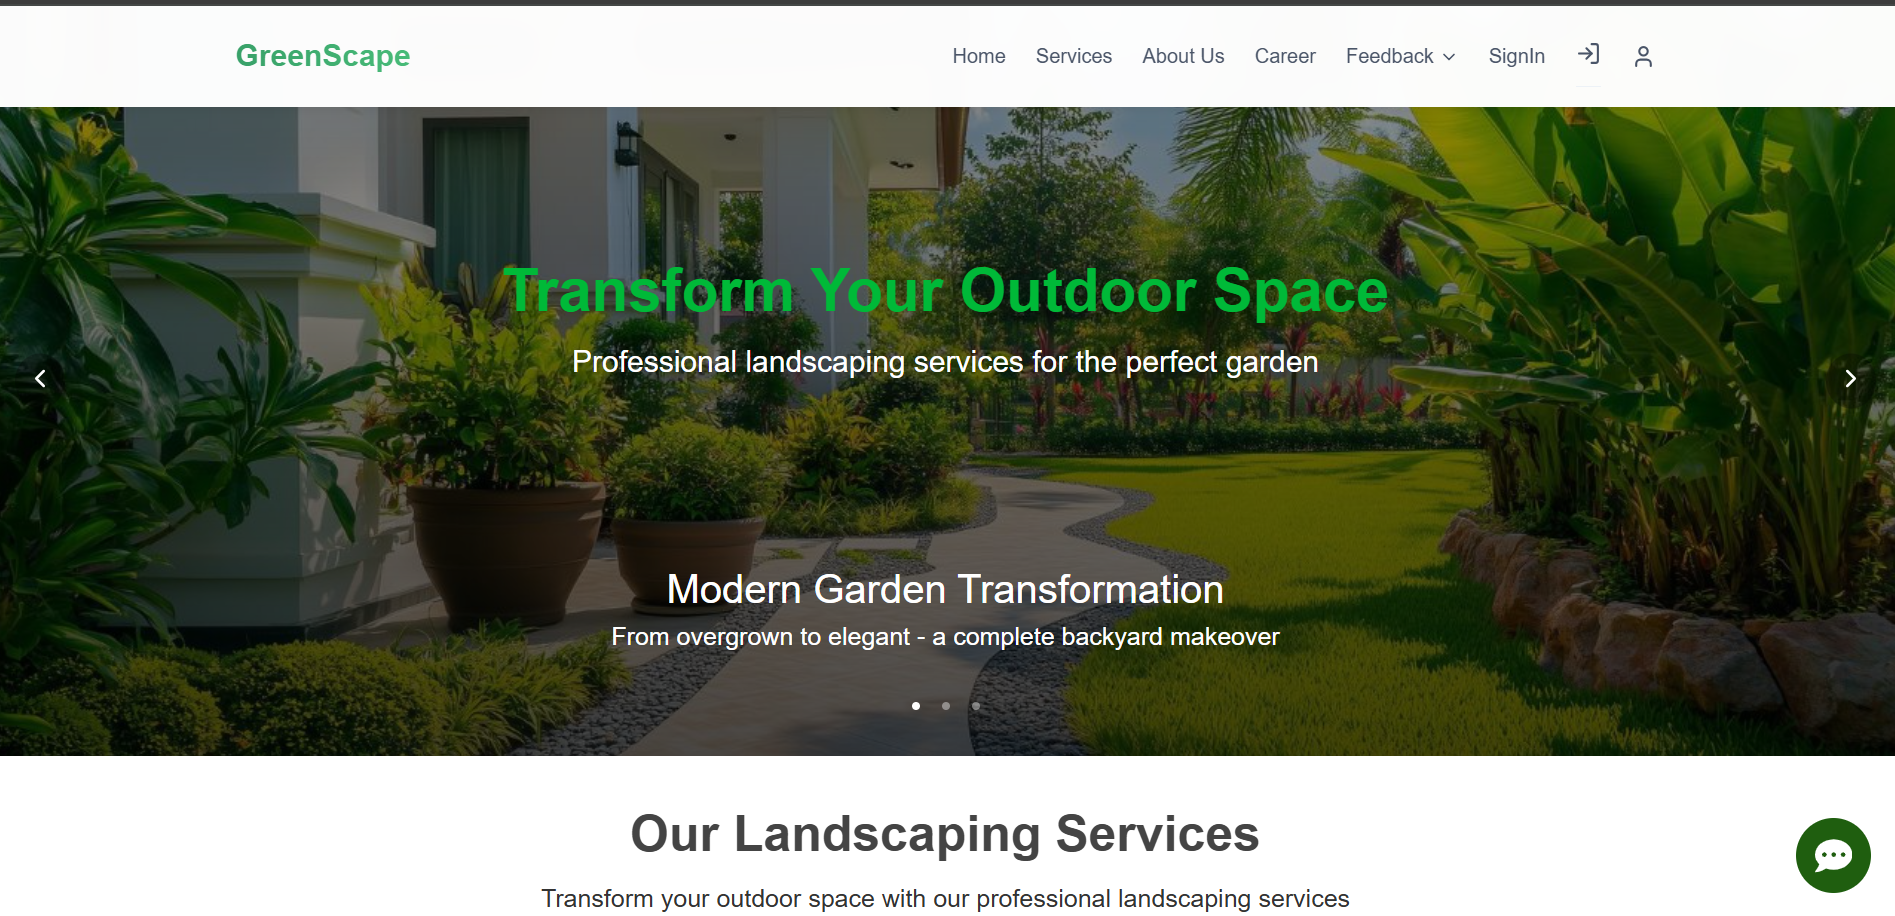 GreenScape
Home Services About Us Career Feedback SignIn
Transform Your Outdoor Space
Professional landscaping services for the perfect garden
Modern Garden Transformation
From overgrown to elegant - a complete backyard makeover
Our Landscaping Services
Transform your outdoor space with our professional landscaping services